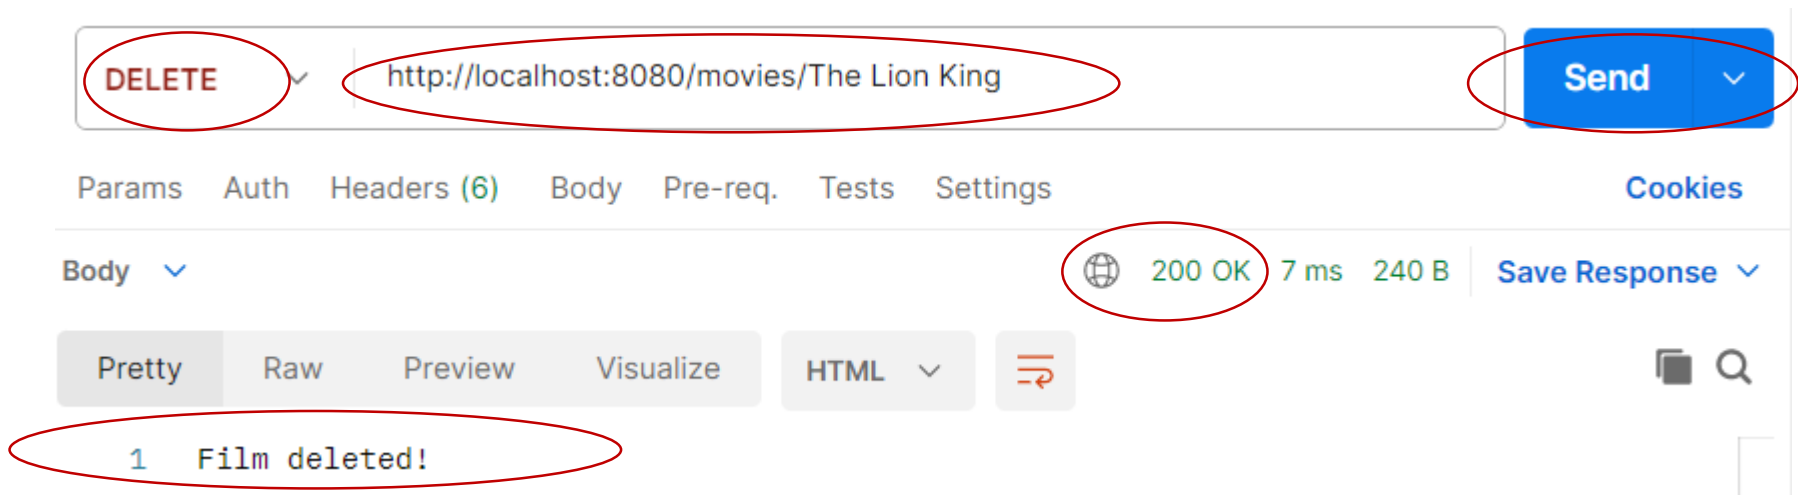 DELETE http://localhost:8080/movies/The Lion King Send
Params Auth Headers (6) Body Pre-req. Tests Settings Cookies
Body 200 OK 7 ms 240 B Save Response
Pretty Raw Preview Visualize HTML
1 Film deleted!